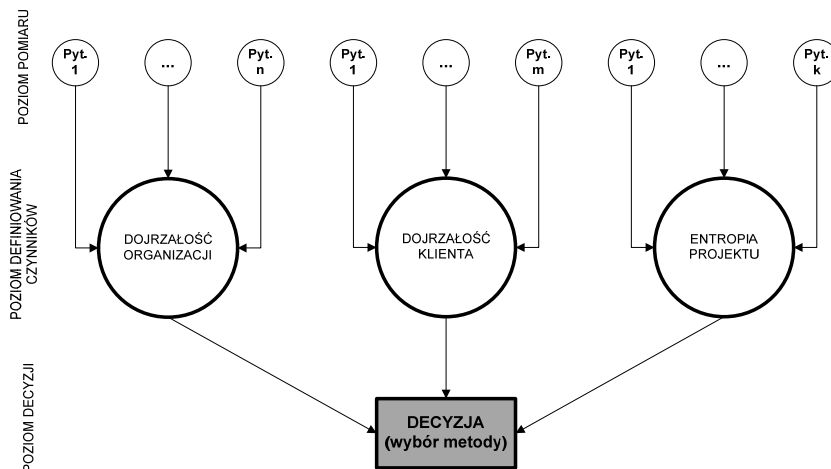 POZIOM POMIARU
Pyt.
1
...
Pyt.
n
Pyt.
1
...
Pyt.
m
Pyt.
1
...
Pyt.
k
POZIOM DEFINIOWANIA
CZYNNIKÓW
DOJRZAŁOŚĆ
ORGANIZACJI
DOJRZAŁOŚĆ
KLIENTA
ENTROPIA
PROJEKTU
POZIOM DECYZJI
DECYZJA
(wybór metody)